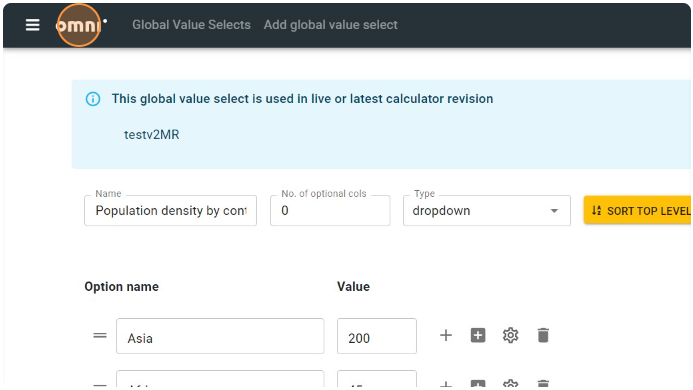 omni Global Value Selects Add global value select
This global value select is used in live or latest calculator revision
testv2MR
Name No. of optional cols Type
Population density by cont 0 dropdown SORT TOP LEVEL
Option name Value
Asia 200